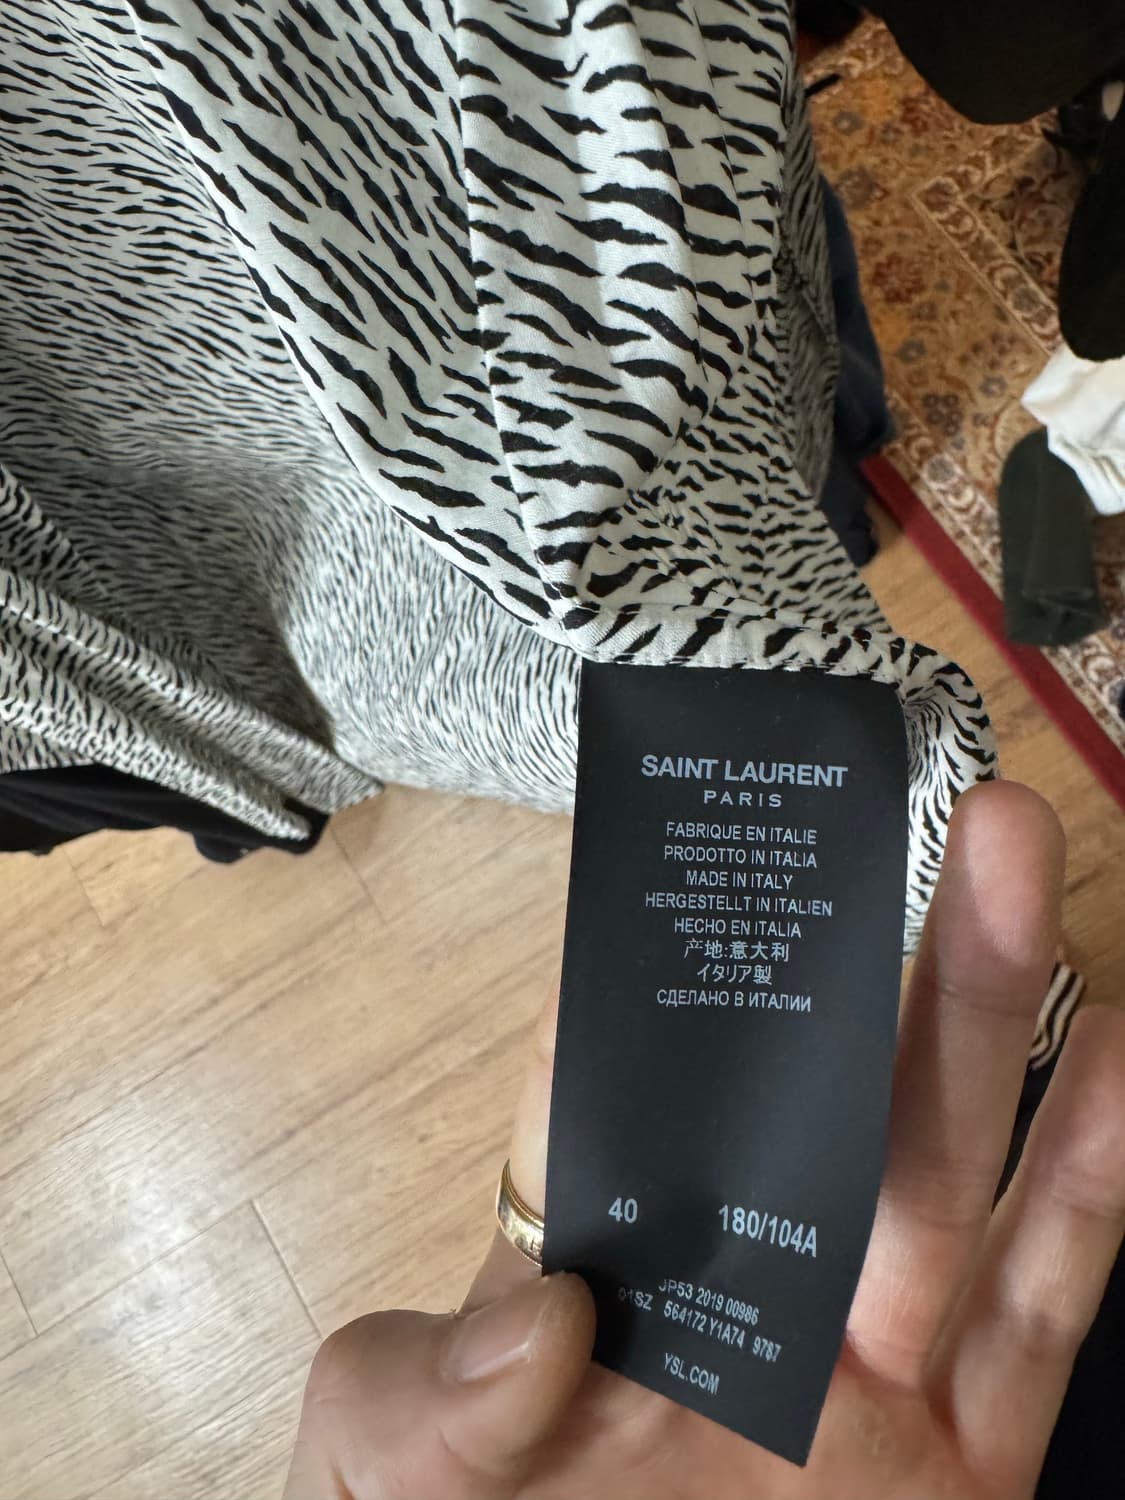 SAINT LAURENT
PARIS
FABRIQUE EN ITALIE
PRODOTTO IN ITALIA
MADE IN ITALY
HERGESTELLT IN ITALIEN
HECHO EN ITALIA
产地:意大利
イタリア製
СДЕЛАНО В ИТАЛИИ
40 180/104A
JP53 2019 00986
01SZ 564172 Y1A74 9787
YSL.COM